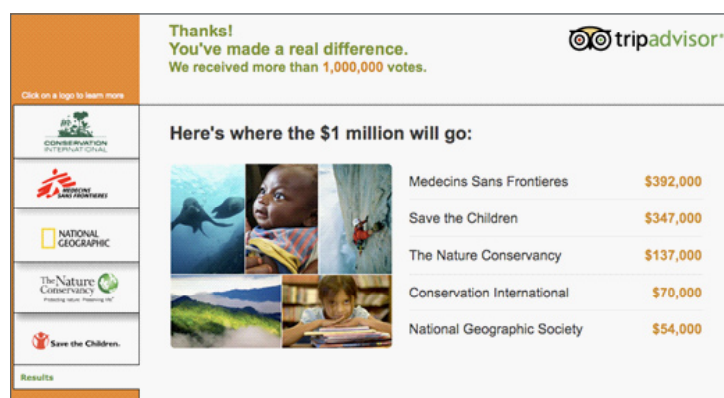 Thanks!
You've made a real difference.
We received more than 1,000,000 votes.
tripadvisor
Click on a logo to learn more
CONSERVATION
INTERNATIONAL
MEDECINS
SANS FRONTIERES
NATIONAL
GEOGRAPHIC
The Nature
Conservancy
Protecting nature. Preserving life.
Save the Children.
Results
Here's where the $1 million will go:
Medecins Sans Frontieres $392,000
Save the Children $347,000
The Nature Conservancy $137,000
Conservation International $70,000
National Geographic Society $54,000